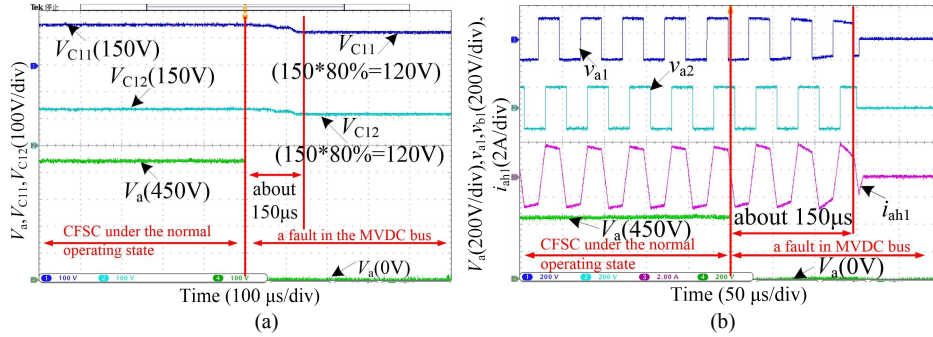 Tek 停止
V_C11(150V)
V_C11
(150*80%=120V)
V_C12(150V)
V_C12
(150*80%=120V)
V_a(450V)
about
150μs
CFSC under the normal
operating state
a fault in the MVDC bus
V_a(0V)
V_a,V_C11,V_C12(100V/div)
1 100 V
2 100 V
4 100 V
Time (100 μs/div)
(a)
v_a1
v_a2
i_ah1
about 150μs
V_a(450V)
CFSC under the normal
operating state
a fault in MVDC bus
V_a(0V)
V_a(200V/div),v_a1,v_b1(200V/div),
i_ah1(2A/div)
1 200 V
2 200 V
3 2.00 A
4 200 V
Time (50 μs/div)
(b)